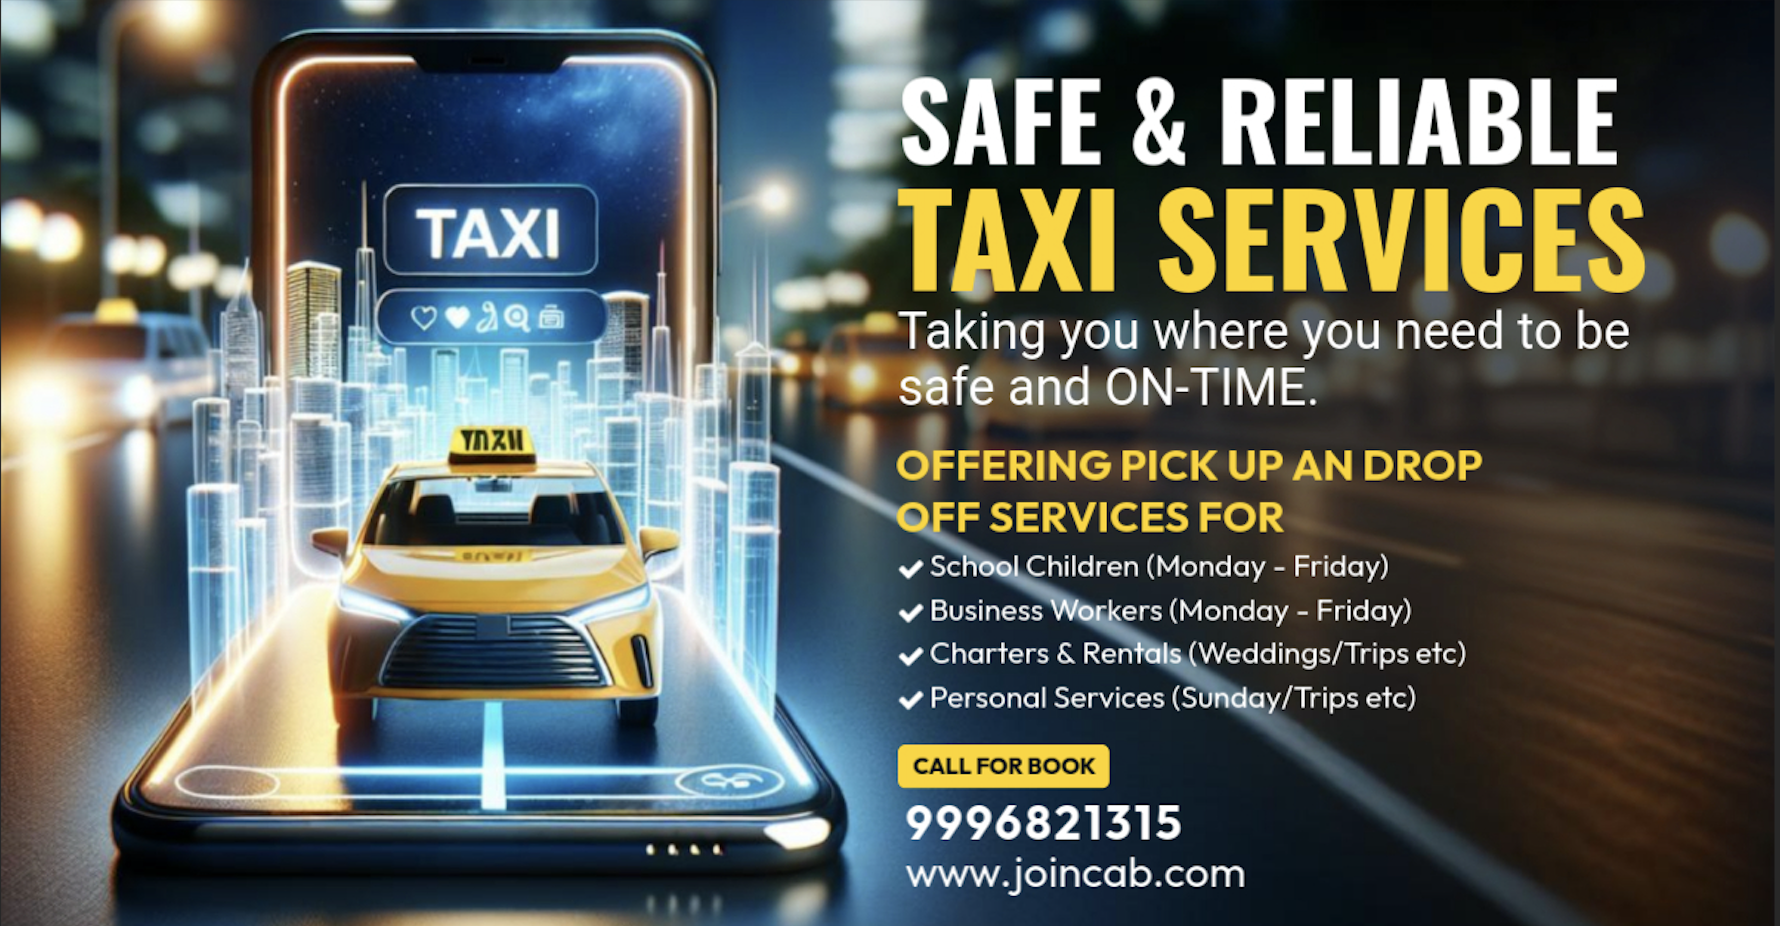 TAXI
SAFE & RELIABLE
TAXI SERVICES
Taking you where you need to be
safe and ON-TIME.
OFFERING PICK UP AN DROP
OFF SERVICES FOR
School Children (Monday - Friday)
Business Workers (Monday - Friday)
Charters & Rentals (Weddings/Trips etc)
Personal Services (Sunday/Trips etc)
CALL FOR BOOK
9996821315
www.joincab.com